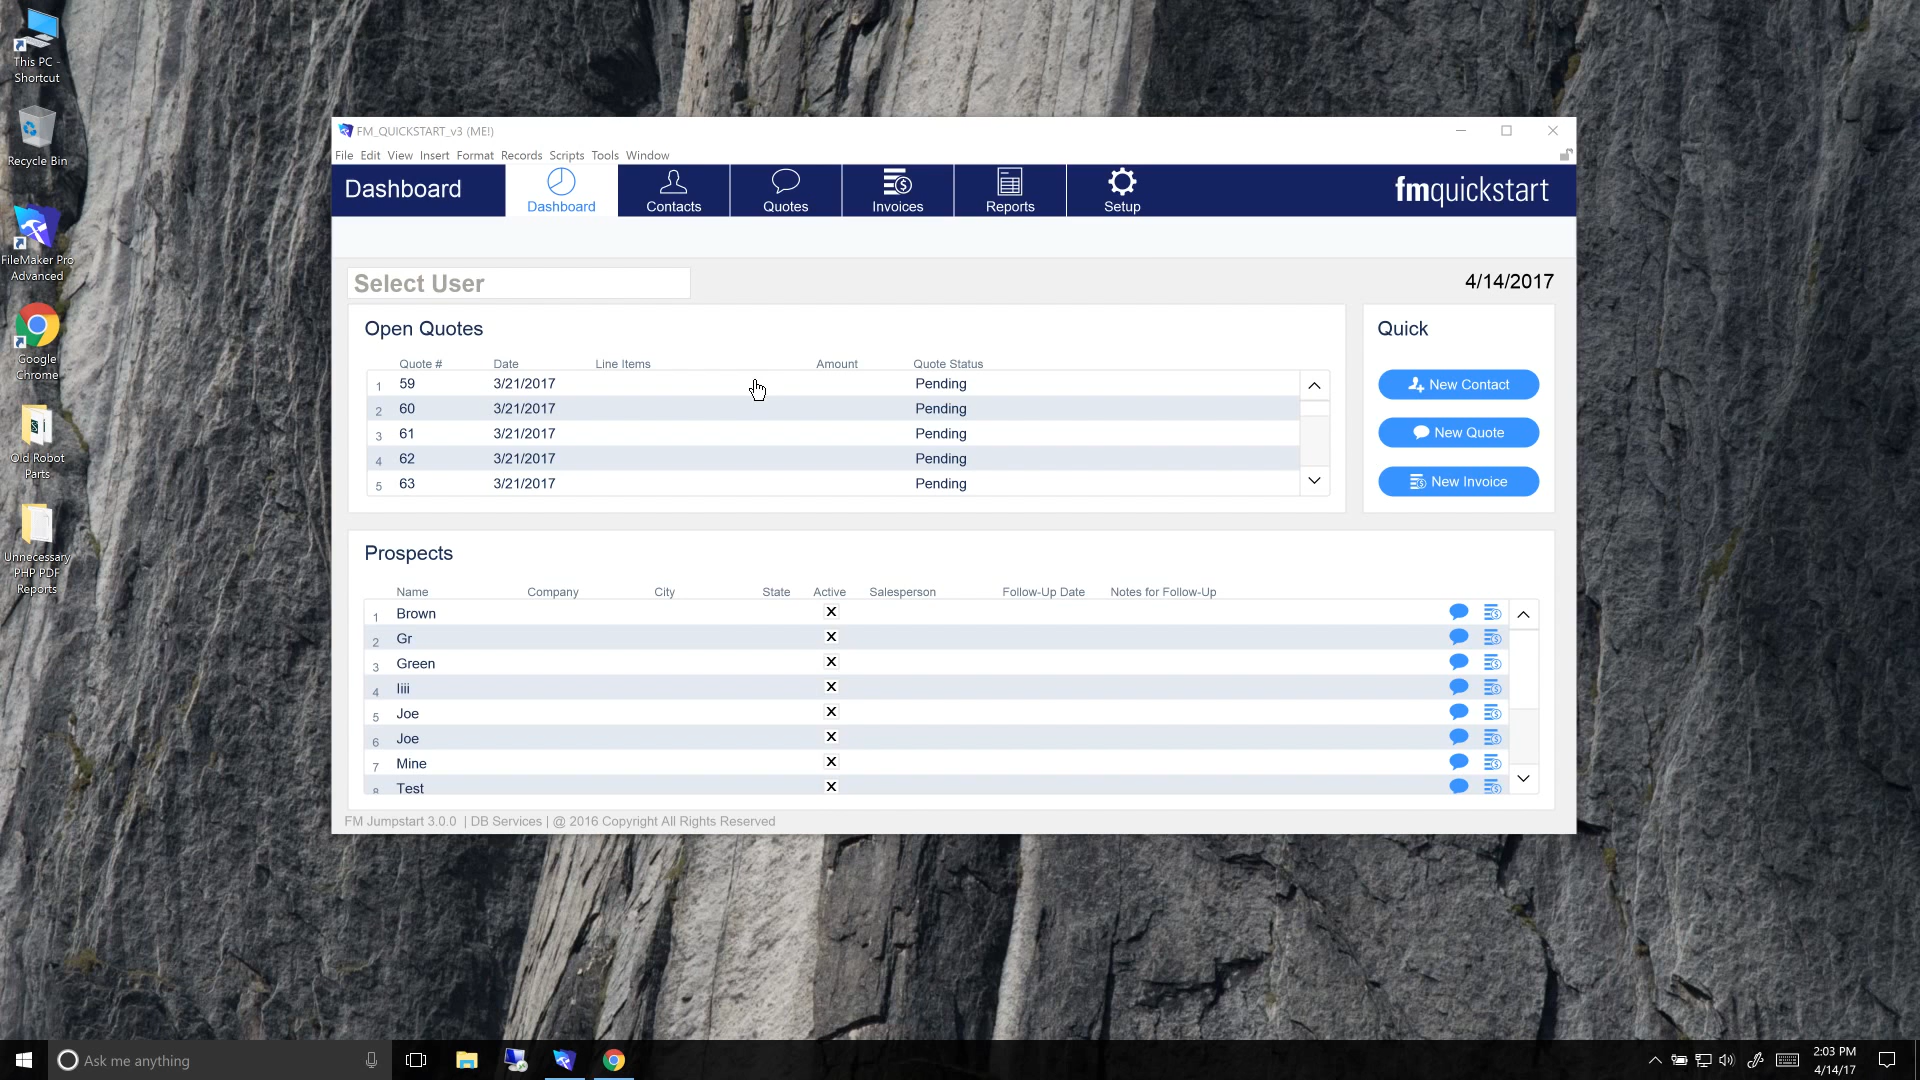 This PC -
Shortcut
Recycle Bin
FileMaker Pro
Advanced
Google
Chrome
Old Robot
Parts
Unnecessary
PHP PDF
Reports
FM_QUICKSTART_v3 (ME!)
File Edit View Insert Format Records Scripts Tools Window
Dashboard
Dashboard Contacts Quotes Invoices Reports Setup
fmquickstart
Select User
4/14/2017
Open Quotes
Quote # Date Line Items Amount Quote Status
1 59 3/21/2017 Pending
2 60 3/21/2017 Pending
3 61 3/21/2017 Pending
4 62 3/21/2017 Pending
5 63 3/21/2017 Pending
Quick
New Contact
New Quote
New Invoice
Prospects
Name Company City State Active Salesperson Follow-Up Date Notes for Follow-Up
1 Brown X
2 Gr X
3 Green X
4 Iiii X
5 Joe X
6 Joe X
7 Mine X
8 Test X
FM Jumpstart 3.0.0 | DB Services | @ 2016 Copyright All Rights Reserved
Ask me anything
2:03 PM
4/14/17